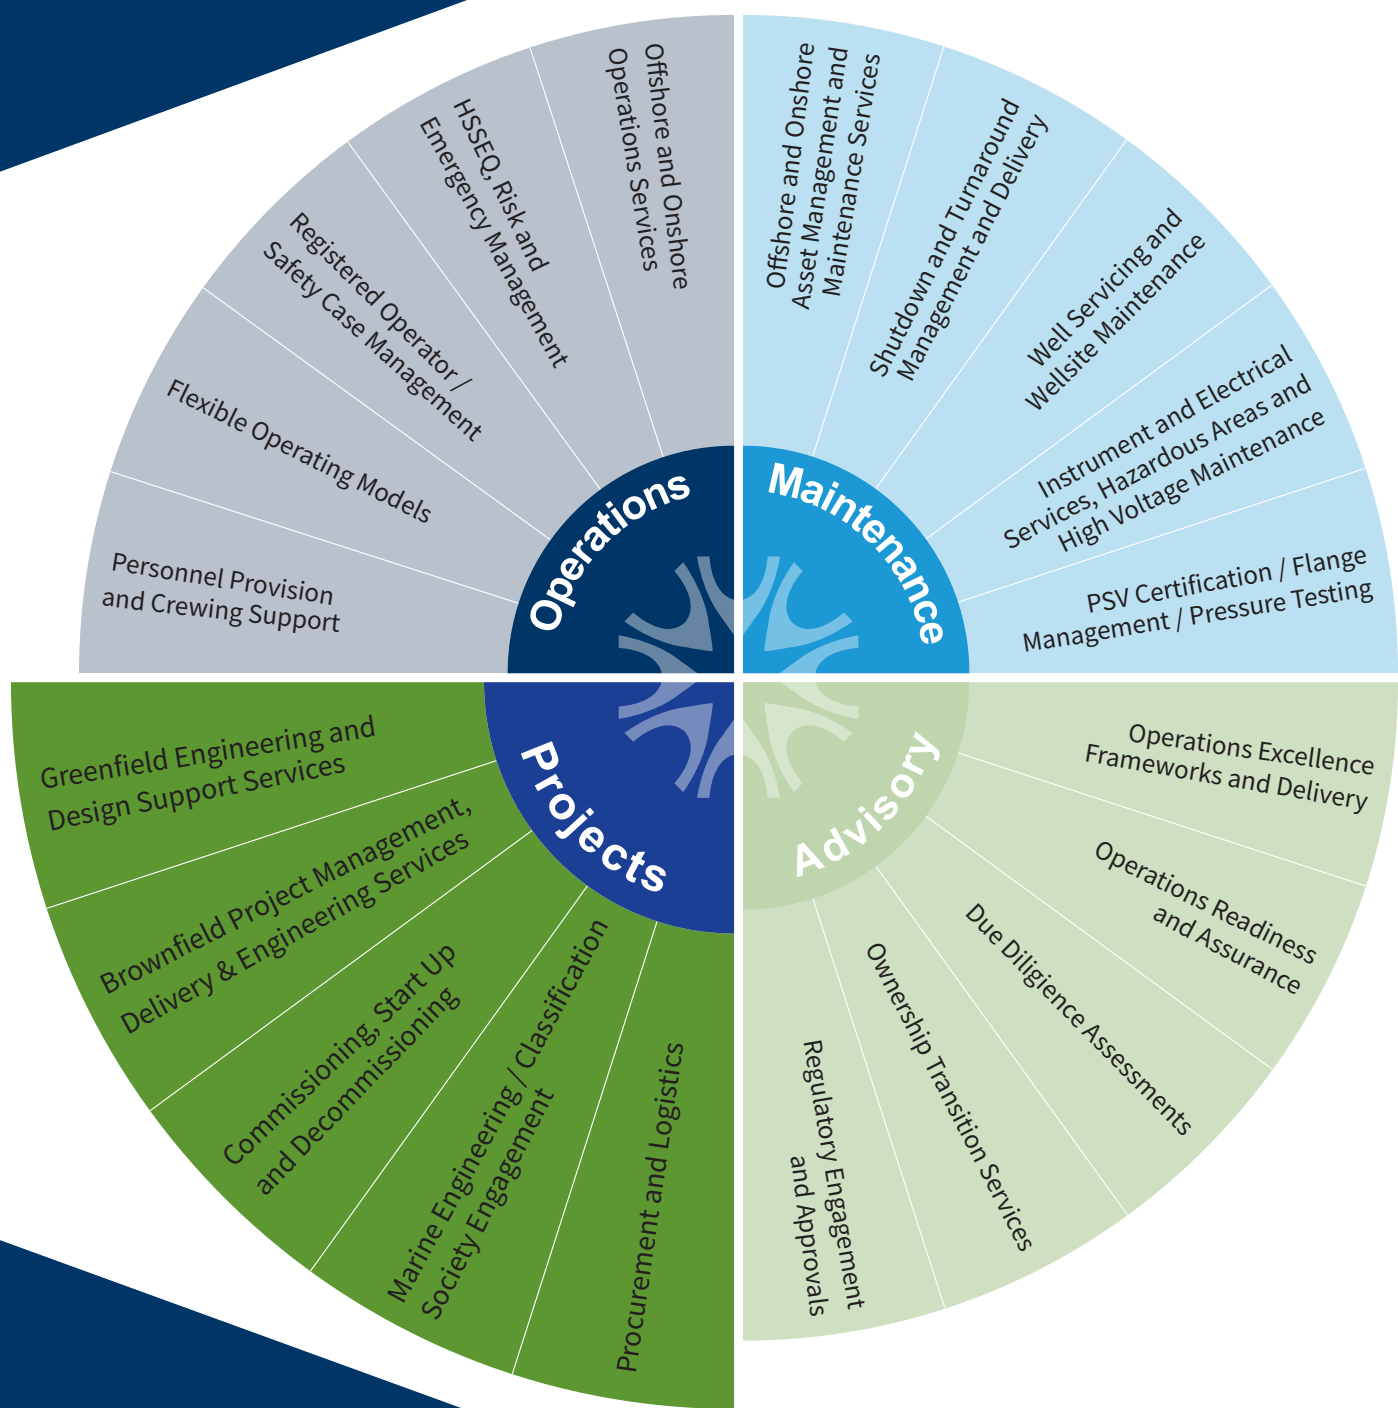 Operations
Offshore and Onshore
Operations Services
HSSEQ, Risk and
Emergency Management
Registered Operator /
Safety Case Management
Flexible Operating Models
Personnel Provision
and Crewing Support
Maintenance
Offshore and Onshore
Asset Management and
Maintenance Services
Shutdown and Turnaround
Management and Delivery
Well Servicing and
Wellsite Maintenance
Instrument and Electrical
Services, Hazardous Areas and
High Voltage Maintenance
PSV Certification / Flange
Management / Pressure Testing
Projects
Greenfield Engineering and
Design Support Services
Brownfield Project Management,
Delivery & Engineering Services
Commissioning, Start Up
and Decommissioning
Marine Engineering / Classification
Society Engagement
Procurement and Logistics
Advisory
Operations Excellence
Frameworks and Delivery
Operations Readiness
and Assurance
Due Diligience Assessments
Ownership Transition Services
Regulatory Engagement
and Approvals